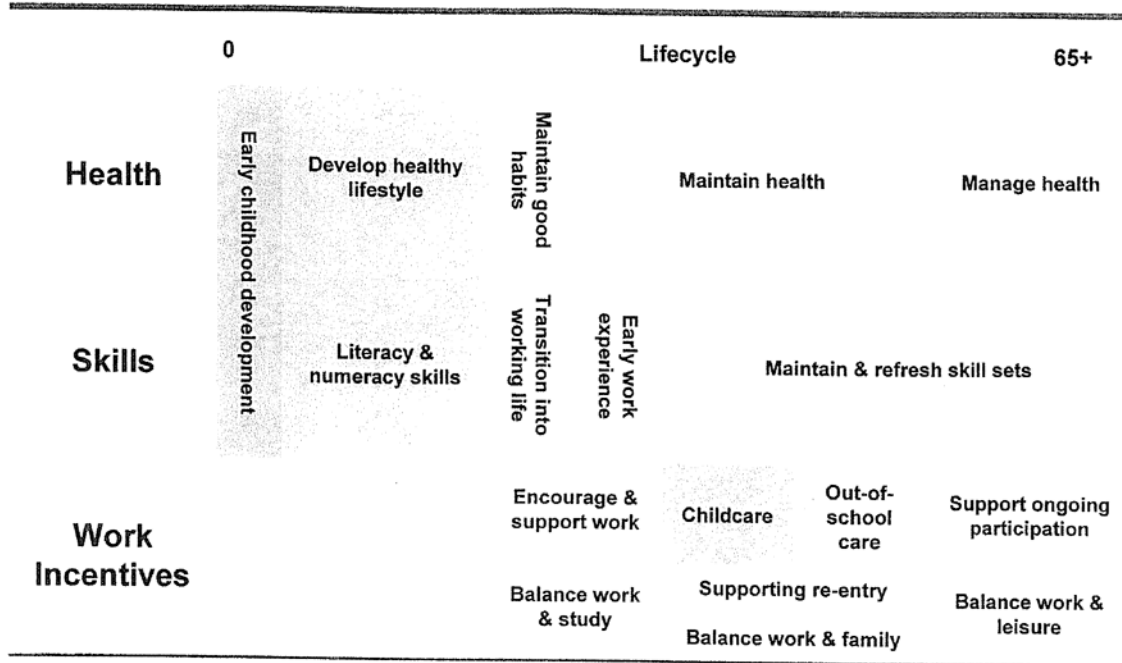 0 Lifecycle 65+
Health
Early childhood development
Develop healthy
lifestyle
Maintain good
habits
Maintain health
Manage health
Skills
Literacy &
numeracy skills
Transition into
working life
Early work
experience
Maintain & refresh skill sets
Work
Incentives
Encourage &
support work
Childcare
Out-of-
school
care
Support ongoing
participation
Balance work
& study
Supporting re-entry
Balance work & family
Balance work &
leisure